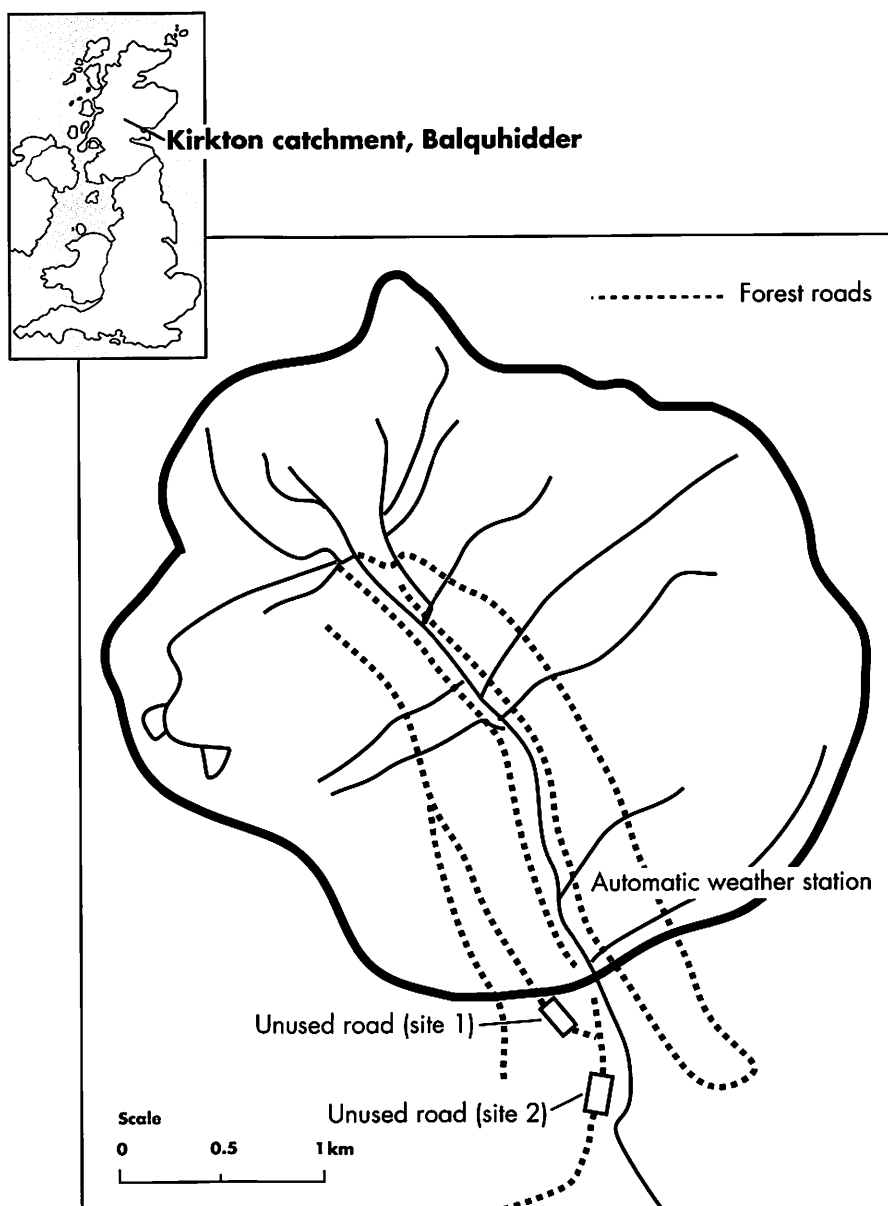 Kirkton catchment, Balquhidder
Forest roads
Automatic weather station
Unused road (site 1)
Unused road (site 2)
Scale
0 0.5 1 km